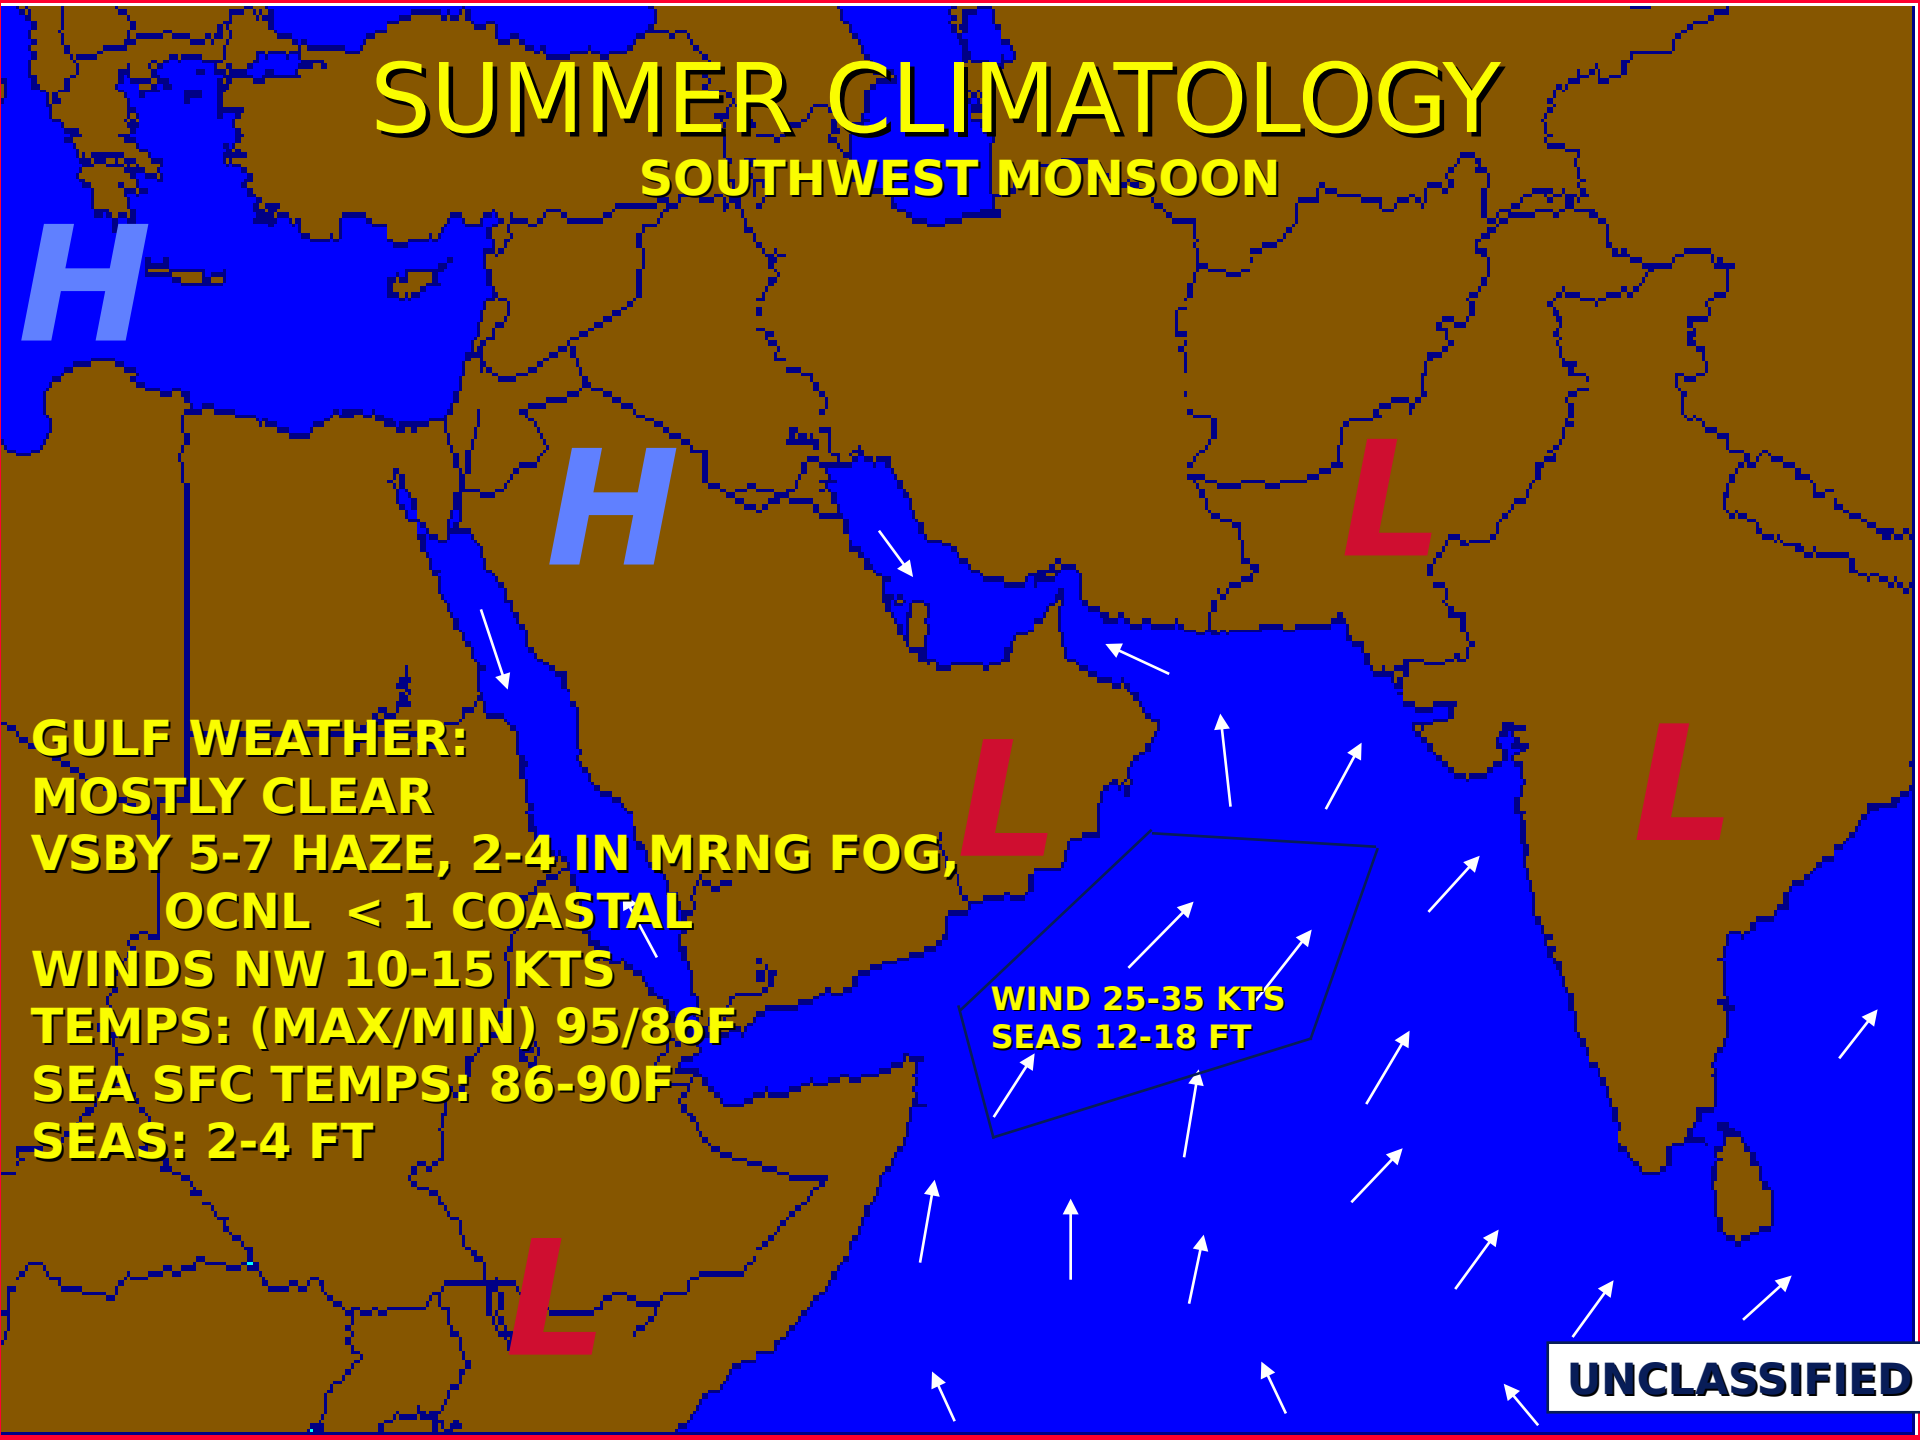 SUMMER CLIMATOLOGY
SOUTHWEST MONSOON
H
H
L
L
L
GULF WEATHER:
MOSTLY CLEAR
VSBY 5-7 HAZE, 2-4 IN MRNG FOG,
OCNL < 1 COASTAL
WINDS NW 10-15 KTS
TEMPS: (MAX/MIN) 95/86F
SEA SFC TEMPS: 86-90F
SEAS: 2-4 FT
WIND 25-35 KTS
SEAS 12-18 FT
L
UNCLASSIFIED